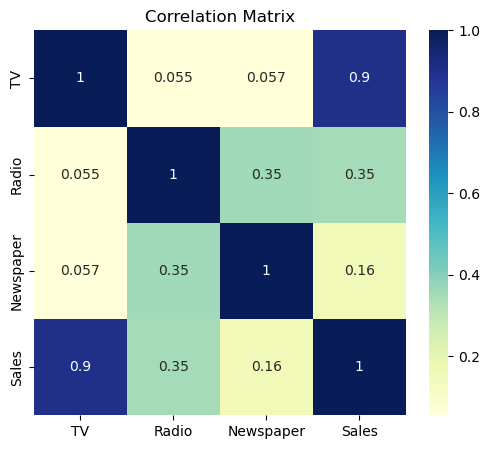 Correlation Matrix
TV 1 0.055 0.057 0.9
Radio 0.055 1 0.35 0.35
Newspaper 0.057 0.35 1 0.16
Sales 0.9 0.35 0.16 1
TV Radio Newspaper Sales
1.0
0.8
0.6
0.4
0.2